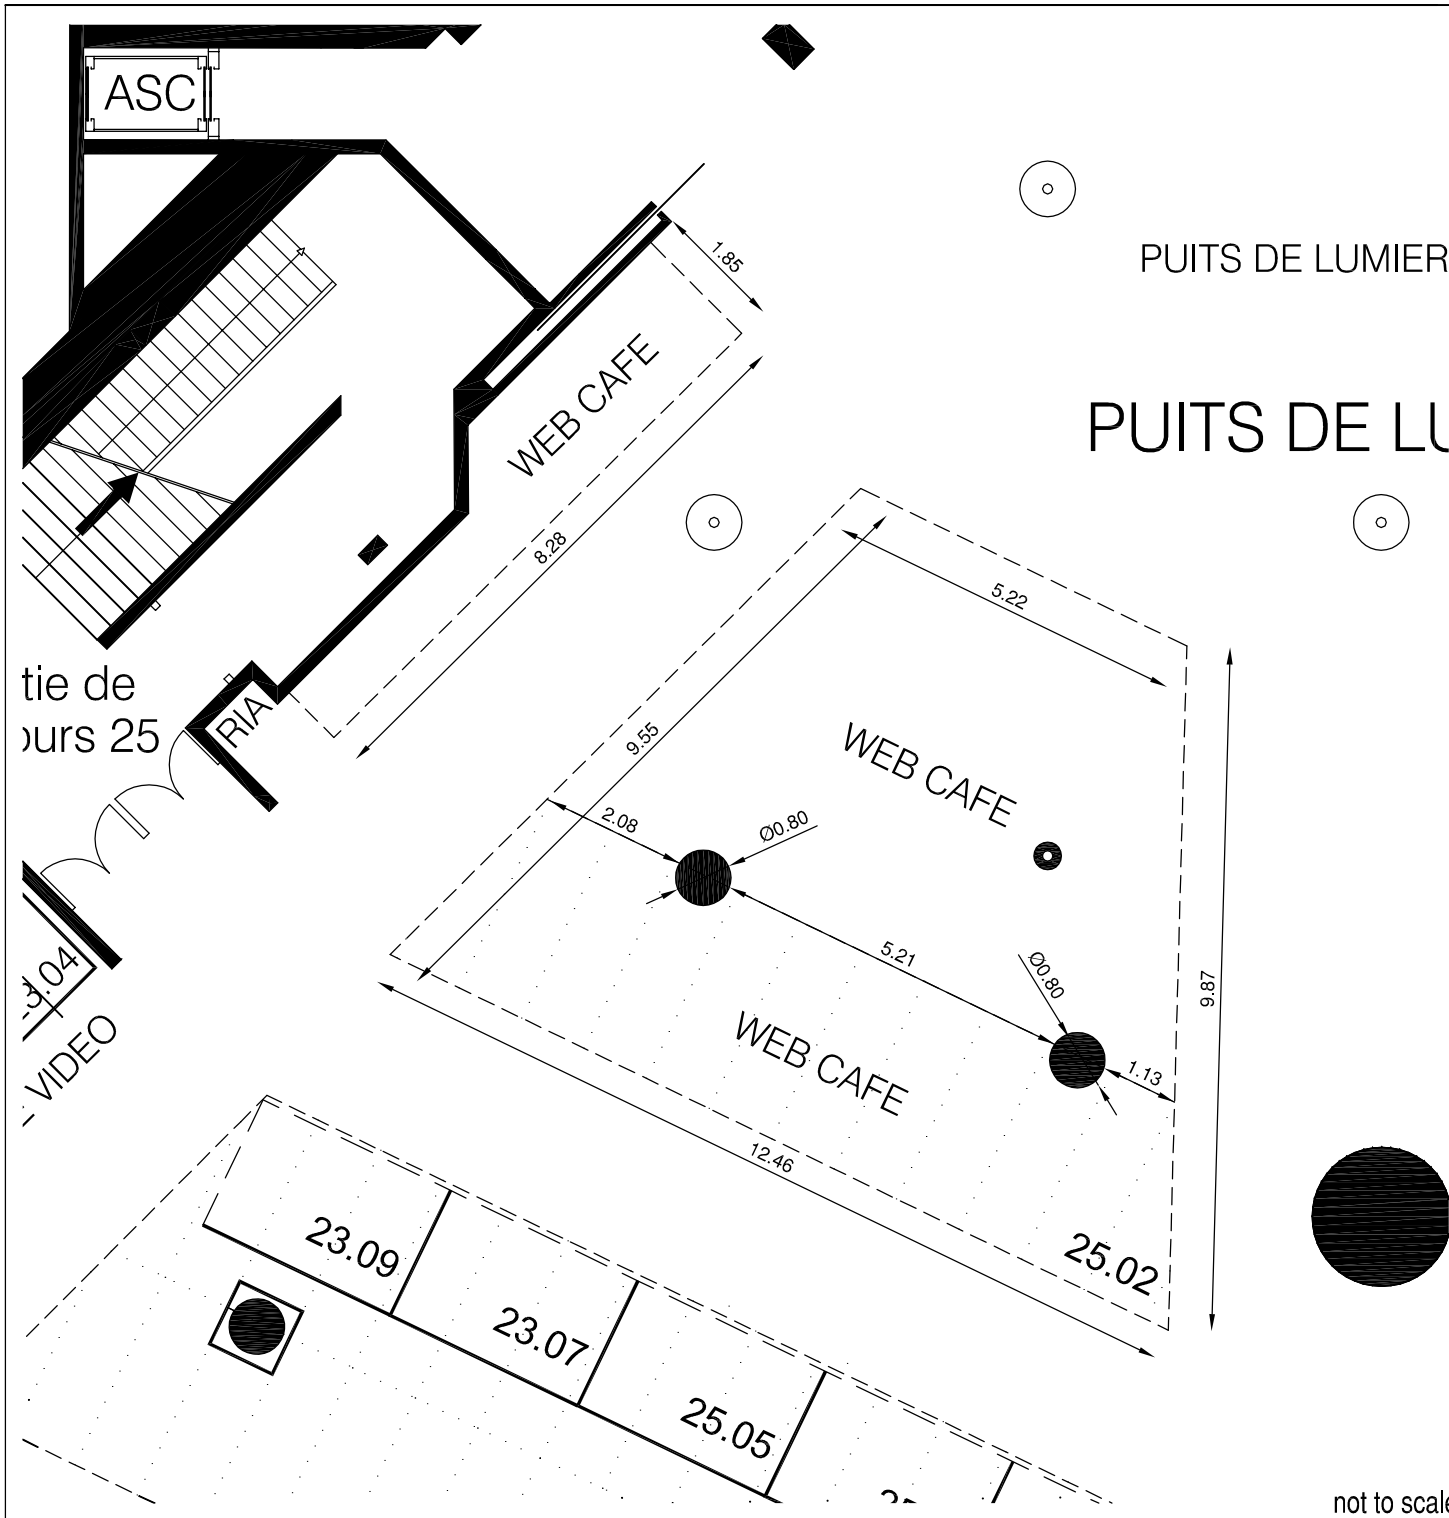 ASC
1.85
PUITS DE LUMIER
WEB CAFE
PUITS DE LU
8.28
5.22
tie de
ours 25
RIA
9.55
WEB CAFE
2.08
Ø0.80
5.21
Ø0.80
9.87
3.04
VIDEO
WEB CAFE
1.13
12.46
25.02
23.09
23.07
25.05
not to scale